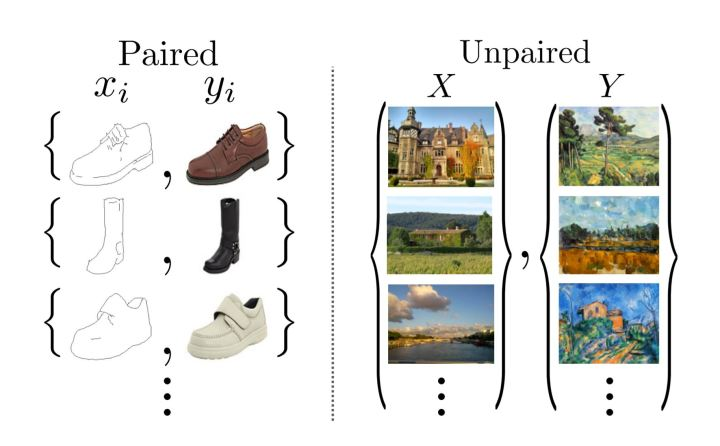 Paired
x_i y_i
{ , }
{ , }
{ , }
⋮
Unpaired
X Y
{ } , { }
⋮ ⋮